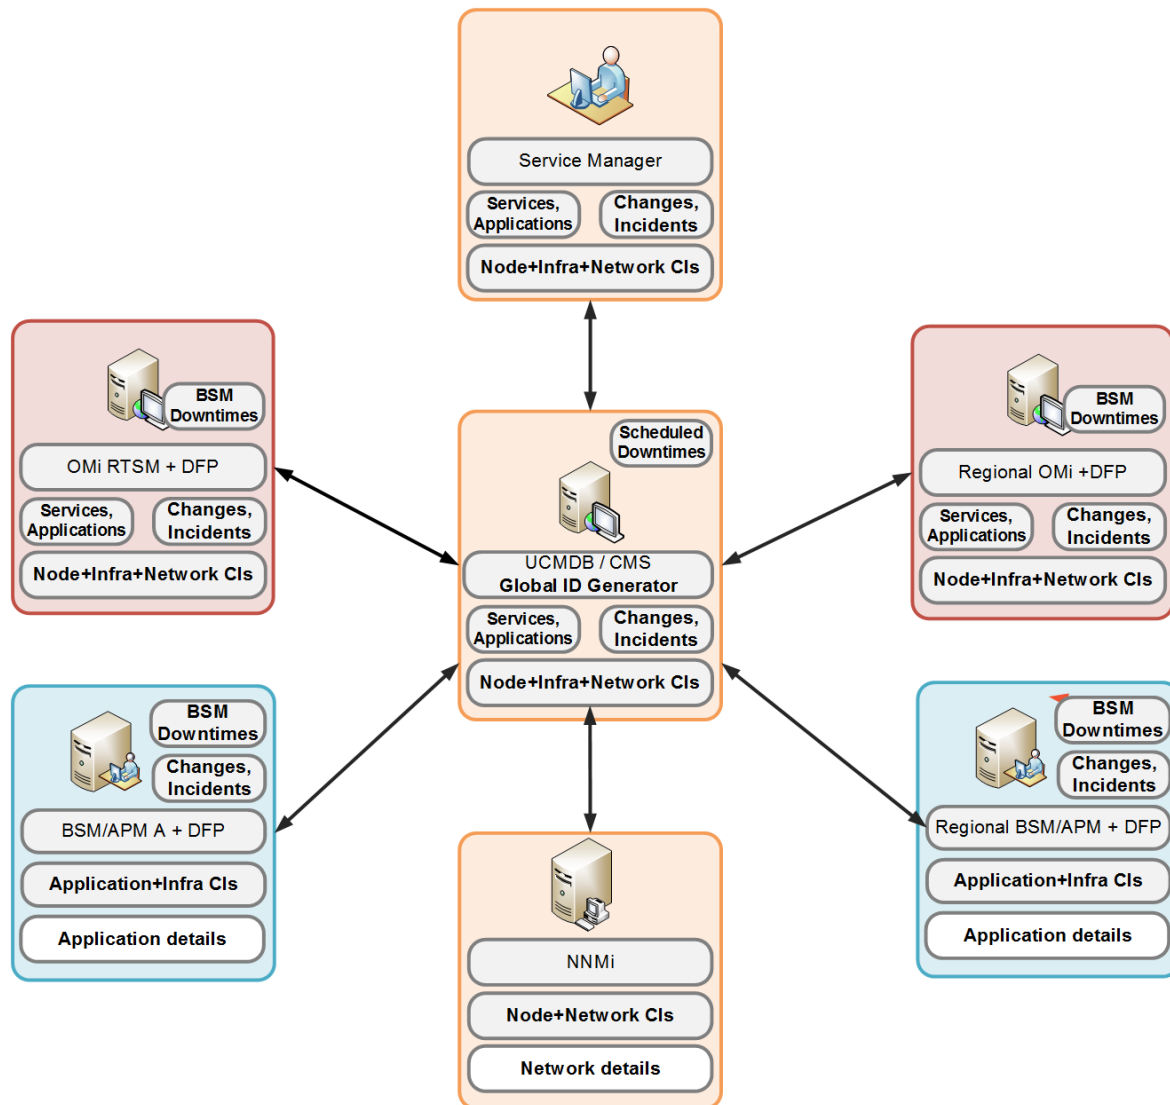 Service Manager
Services,
Applications
Changes,
Incidents
Node+Infra+Network CIs
BSM
Downtimes
OMi RTSM + DFP
Services,
Applications
Changes,
Incidents
Node+Infra+Network CIs
Scheduled
Downtimes
UCMDB / CMS
Global ID Generator
Services,
Applications
Changes,
Incidents
Node+Infra+Network CIs
BSM
Downtimes
Regional OMi +DFP
Services,
Applications
Changes,
Incidents
Node+Infra+Network CIs
BSM
Downtimes
Changes,
Incidents
BSM/APM A + DFP
Application+Infra CIs
Application details
NNMi
Node+Network CIs
Network details
BSM
Downtimes
Changes,
Incidents
Regional BSM/APM + DFP
Application+Infra CIs
Application details